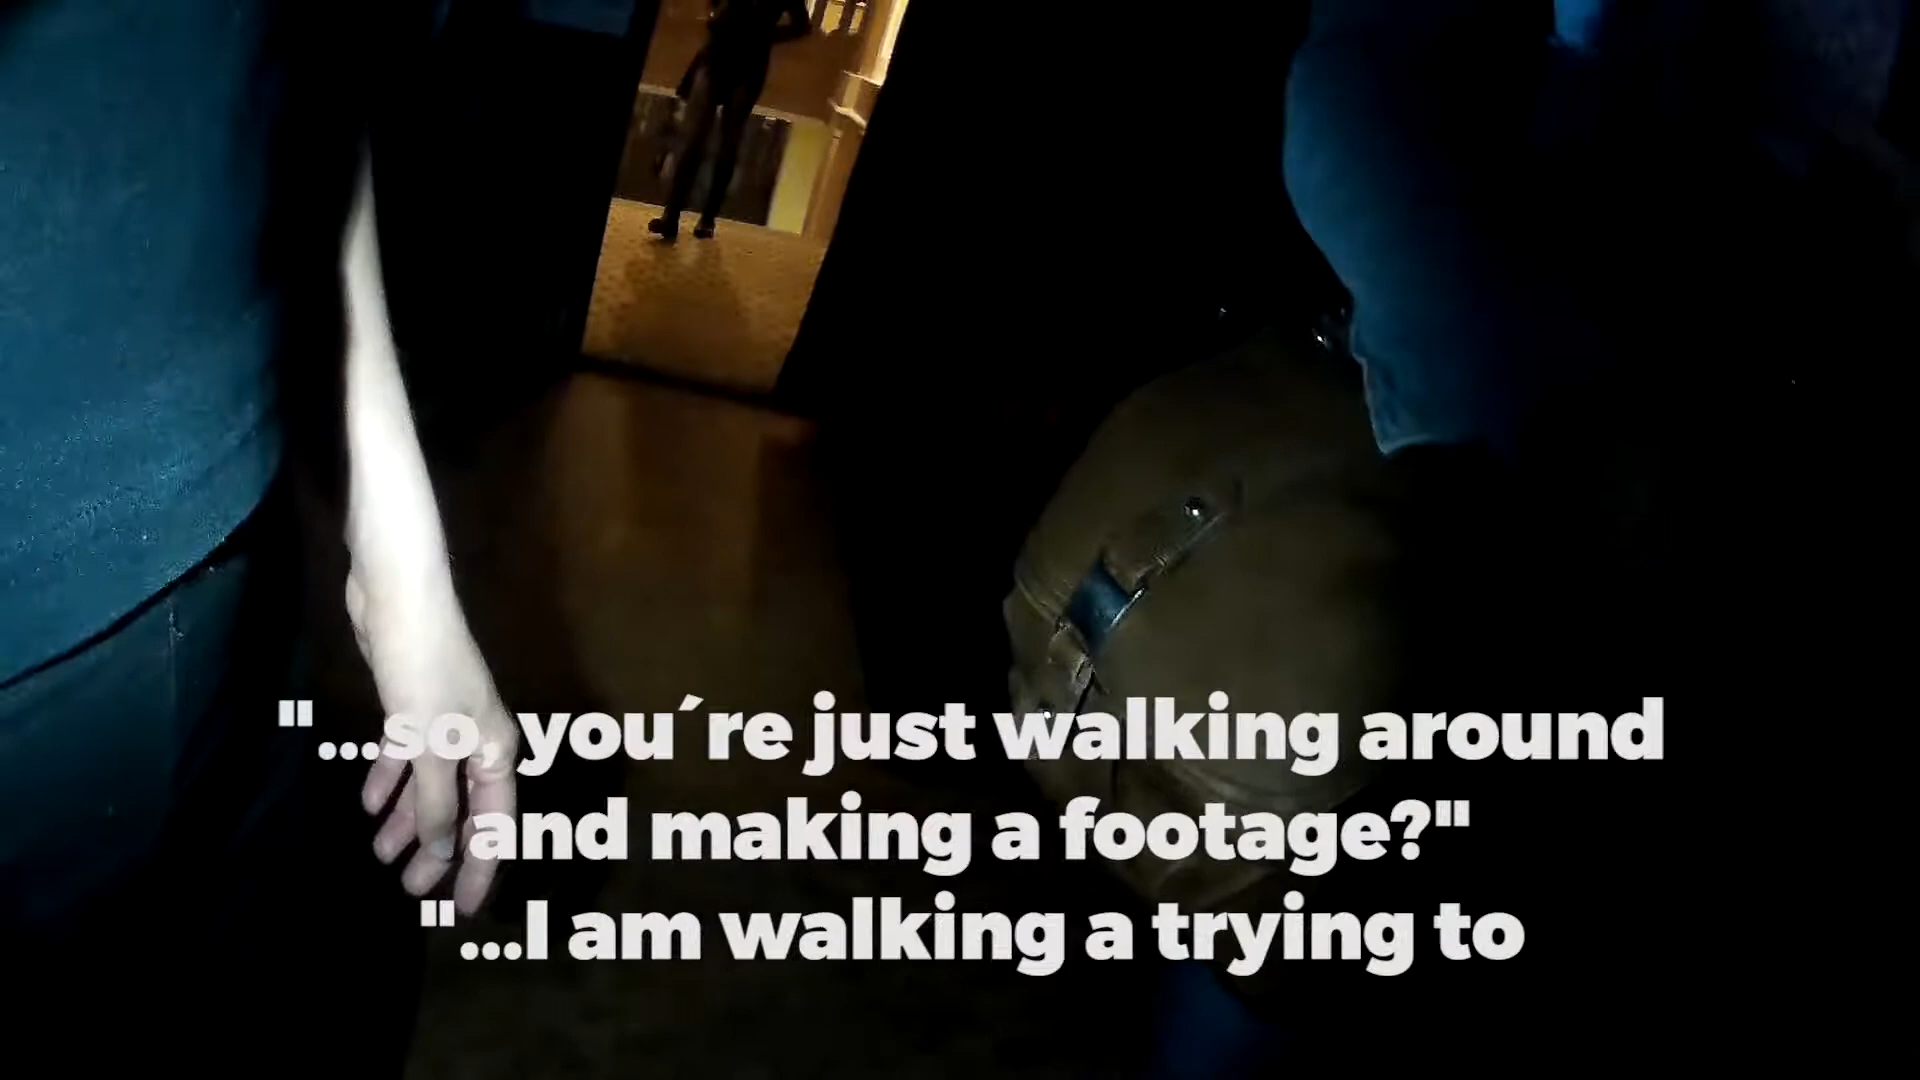 "...so, you´re just walking around
and making a footage?"
"...I am walking a trying to